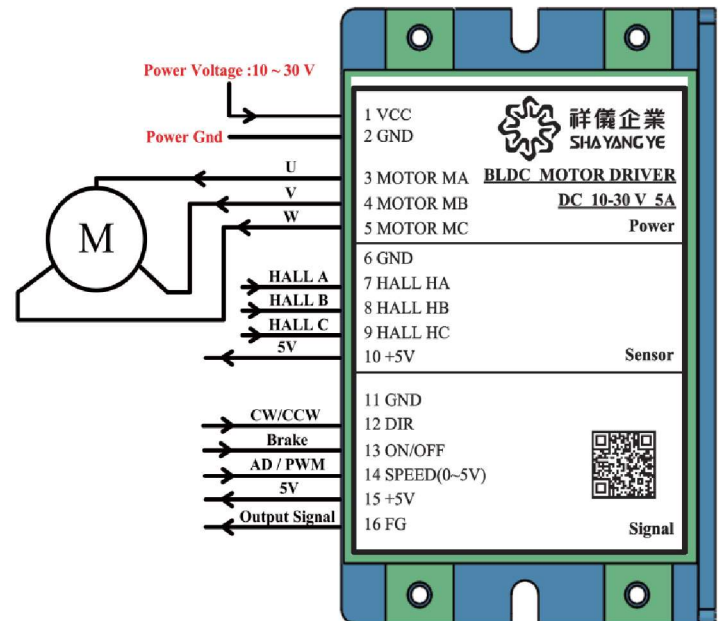 Power Voltage :10 ~ 30 V
Power Gnd
U
V
W
M
HALL A
HALL B
HALL C
5V
CW/CCW
Brake
AD / PWM
5V
Output Signal
1 VCC
2 GND
祥儀企業
SHAYANG YE
3 MOTOR MA
4 MOTOR MB
5 MOTOR MC
BLDC MOTOR DRIVER
DC 10-30 V 5A
Power
6 GND
7 HALL HA
8 HALL HB
9 HALL HC
10 +5V
Sensor
11 GND
12 DIR
13 ON/OFF
14 SPEED(0~5V)
15 +5V
16 FG
Signal